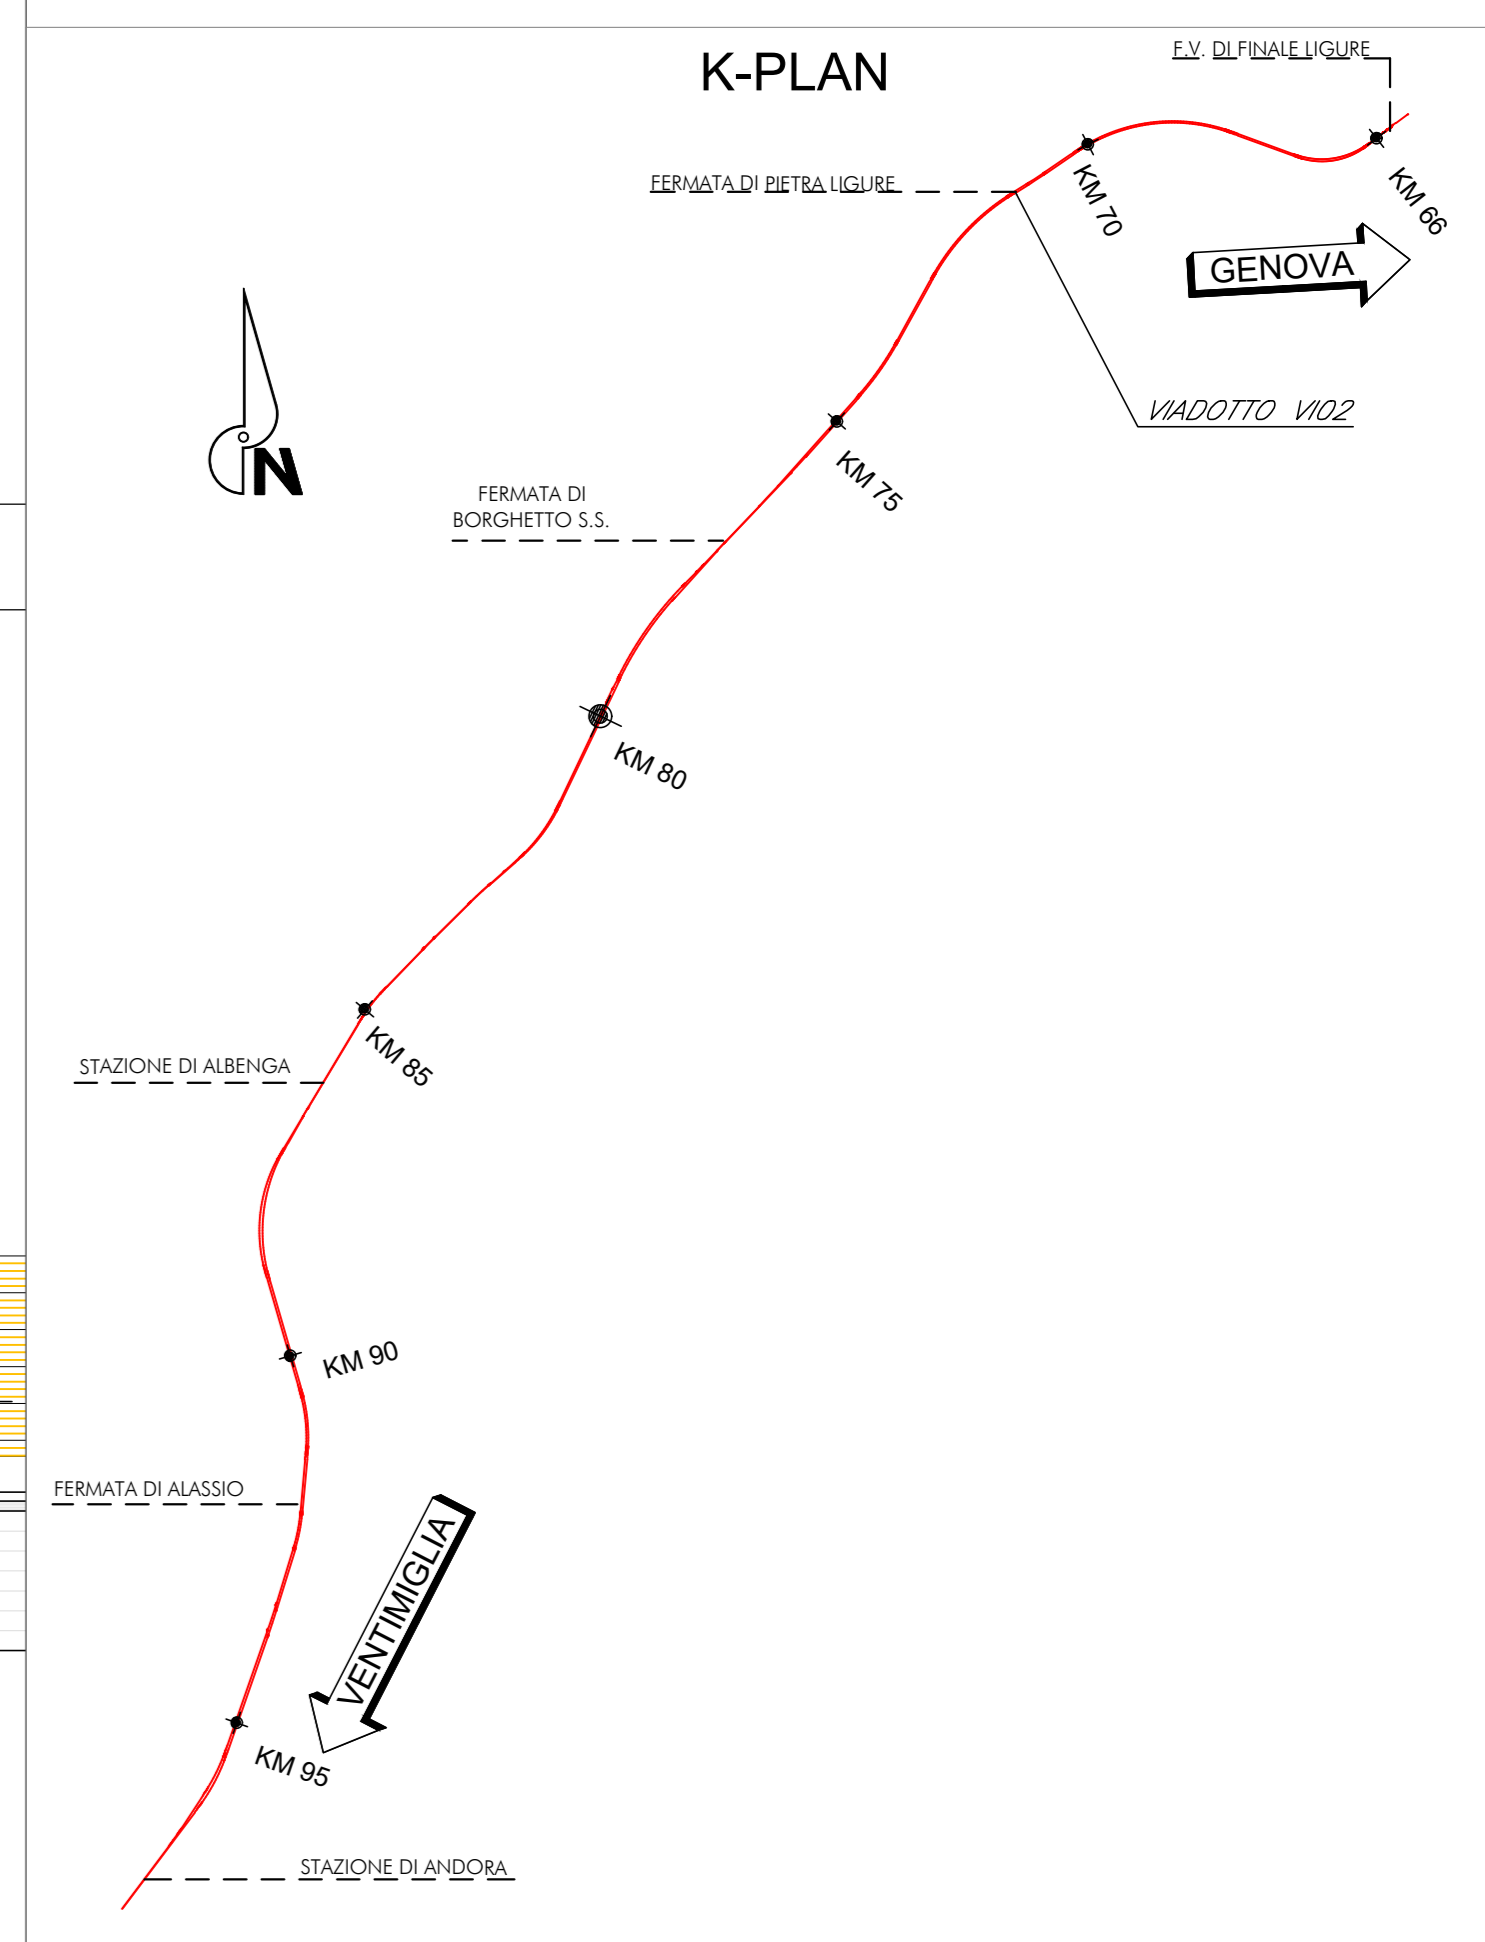 K-PLAN
F.V. DI FINALE LIGURE
FERMATA DI PIETRA LIGURE
KM 70
KM 66
GENOVA
VIADOTTO VI02
N
KM 75
FERMATA DI
BORGHETTO S.S.
KM 80
KM 85
STAZIONE DI ALBENGA
KM 90
FERMATA DI ALASSIO
VENTIMIGLIA
KM 95
STAZIONE DI ANDORA